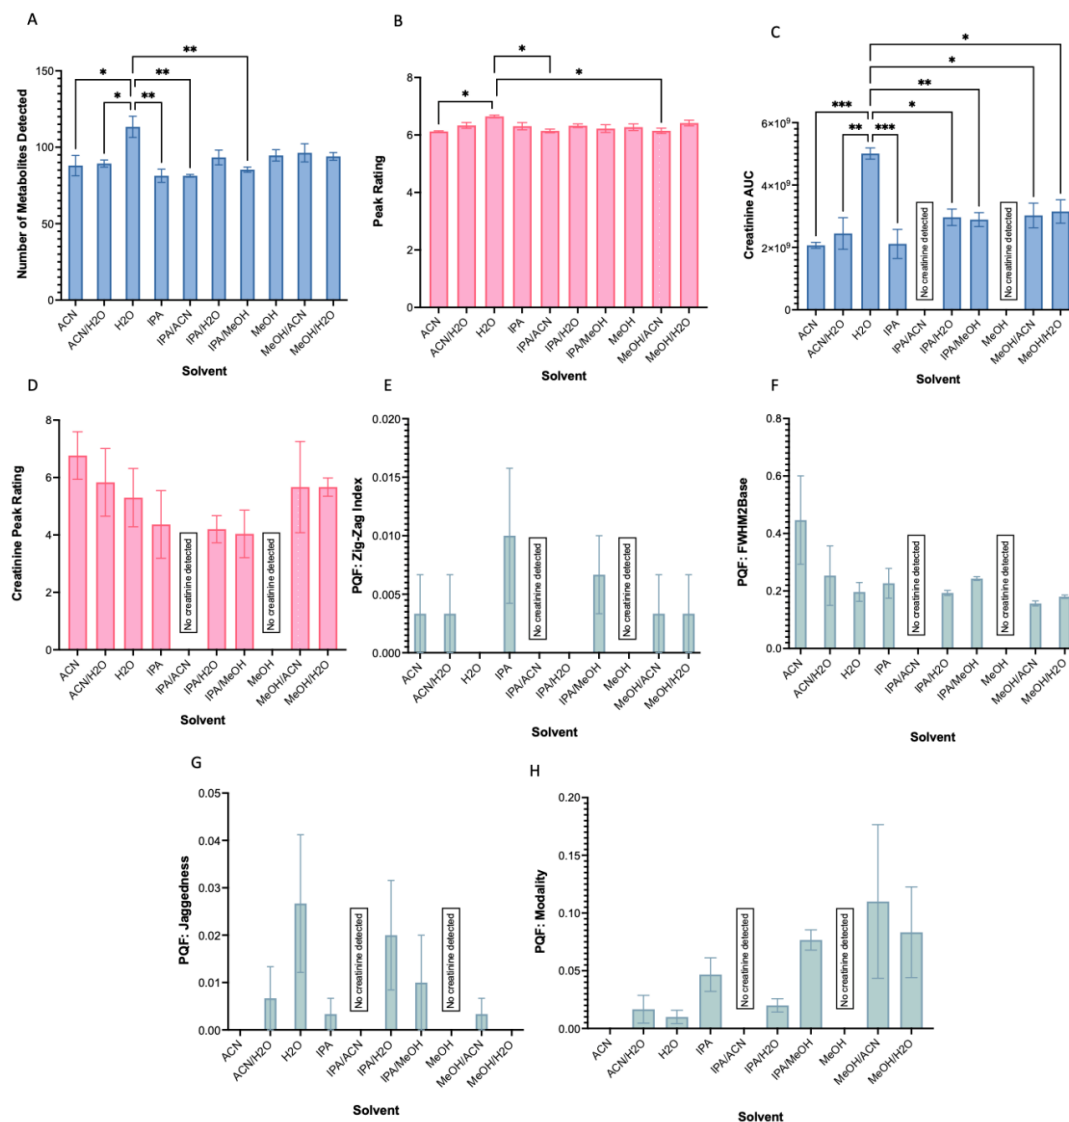 A
Number of Metabolites Detected
150
100
50
0
*
**
**
*
**
ACN
ACN/H2O
H2O
IPA
IPA/ACN
IPA/H2O
IPA/MeOH
MeOH
MeOH/ACN
MeOH/H2O
Solvent
B
Peak Rating
8
6
4
2
0
*
*
*
ACN
ACN/H2O
H2O
IPA
IPA/ACN
IPA/H2O
IPA/MeOH
MeOH
MeOH/ACN
MeOH/H2O
Solvent
C
Creatinine AUC
6×10⁹
4×10⁹
2×10⁹
0
*
*
**
***
*
**
***
No creatinine detected
No creatinine detected
ACN
ACN/H2O
H2O
IPA
IPA/ACN
IPA/H2O
IPA/MeOH
MeOH
MeOH/ACN
MeOH/H2O
Solvent
D
Creatinine Peak Rating
8
6
4
2
0
No creatinine detected
No creatinine detected
ACN
ACN/H2O
H2O
IPA
IPA/ACN
IPA/H2O
IPA/MeOH
MeOH
MeOH/ACN
MeOH/H2O
Solvent
E
PQF: Zig-Zag Index
0.020
0.015
0.010
0.005
0.000
No creatinine detected
No creatinine detected
ACN
ACN/H2O
H2O
IPA
IPA/ACN
IPA/H2O
IPA/MeOH
MeOH
MeOH/ACN
MeOH/H2O
Solvent
F
PQF: FWHM2Base
0.8
0.6
0.4
0.2
0.0
No creatinine detected
No creatinine detected
ACN
ACN/H2O
H2O
IPA
IPA/ACN
IPA/H2O
IPA/MeOH
MeOH
MeOH/ACN
MeOH/H2O
Solvent
G
PQF: Jaggedness
0.05
0.04
0.03
0.02
0.01
0.00
No creatinine detected
No creatinine detected
ACN
ACN/H2O
H2O
IPA
IPA/ACN
IPA/H2O
IPA/MeOH
MeOH
MeOH/ACN
MeOH/H2O
Solvent
H
PQF: Modality
0.20
0.15
0.10
0.05
0.00
No creatinine detected
No creatinine detected
ACN
ACN/H2O
H2O
IPA
IPA/ACN
IPA/H2O
IPA/MeOH
MeOH
MeOH/ACN
MeOH/H2O
Solvent